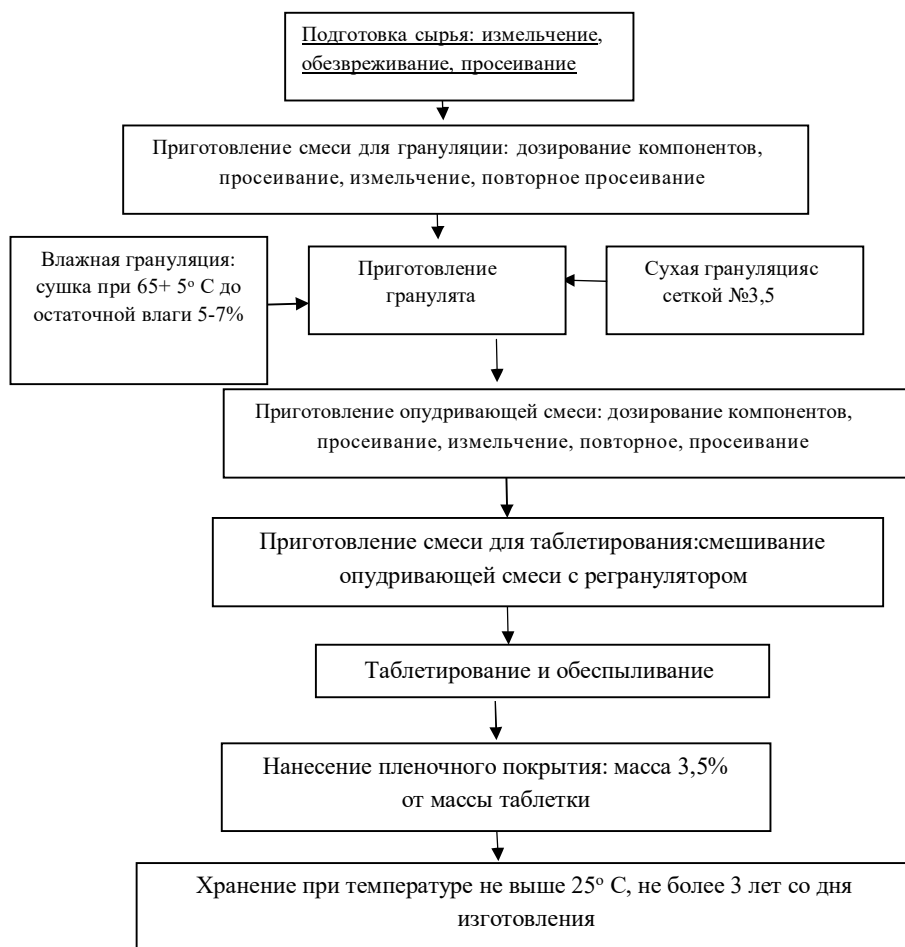 Подготовка сырья: измельчение,
обезвреживание, просеивание
Приготовление смеси для грануляции: дозирование компонентов,
просеивание, измельчение, повторное просеивание
Влажная грануляция:
сушка при 65+ 5о С до
остаточной влаги 5-7%
Приготовление
гранулята
Сухая грануляцияс
сеткой №3,5
Приготовление опудривающей смеси: дозирование компонентов,
просеивание, измельчение, повторное, просеивание
Приготовление смеси для таблетирования:смешивание
опудривающей смеси с регранулятором
Таблетирование и обеспыливание
Нанесение пленочного покрытия: масса 3,5%
от массы таблетки
Хранение при температуре не выше 25о С, не более 3 лет со дня
изготовления